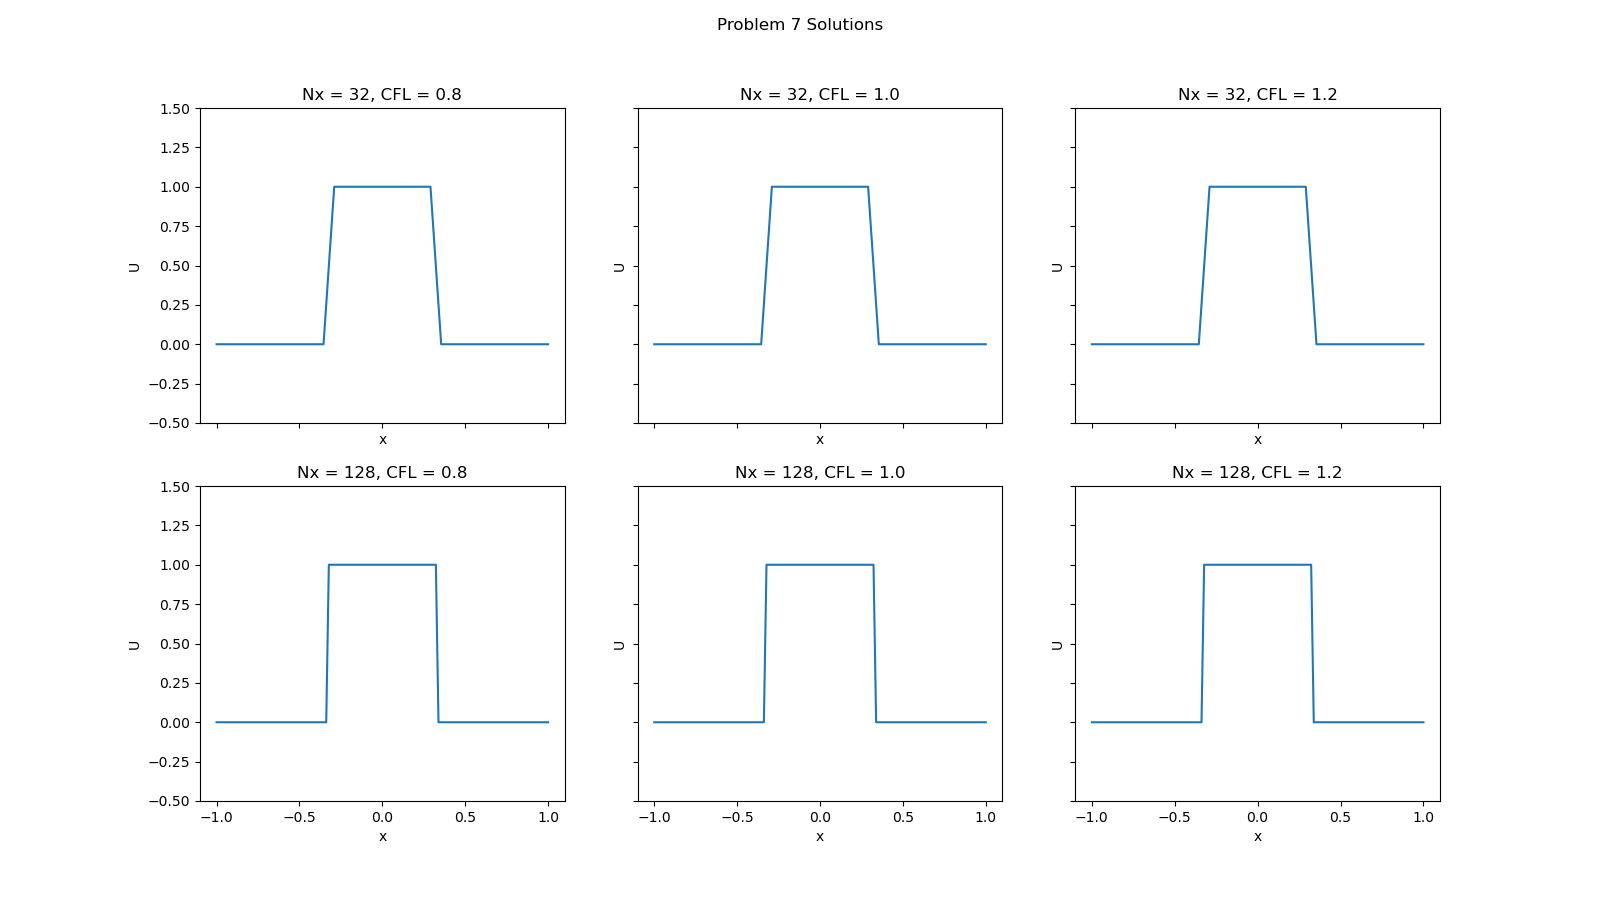 Problem 7 Solutions
Nx = 32, CFL = 0.8
Nx = 32, CFL = 1.0
Nx = 32, CFL = 1.2
1.50
1.25
1.00
0.75
0.50
0.25
0.00
−0.25
−0.50
U
U
U
x
x
x
Nx = 128, CFL = 0.8
Nx = 128, CFL = 1.0
Nx = 128, CFL = 1.2
1.50
1.25
1.00
0.75
0.50
0.25
0.00
−0.25
−0.50
U
U
U
−1.0 −0.5 0.0 0.5 1.0
−1.0 −0.5 0.0 0.5 1.0
−1.0 −0.5 0.0 0.5 1.0
x
x
x